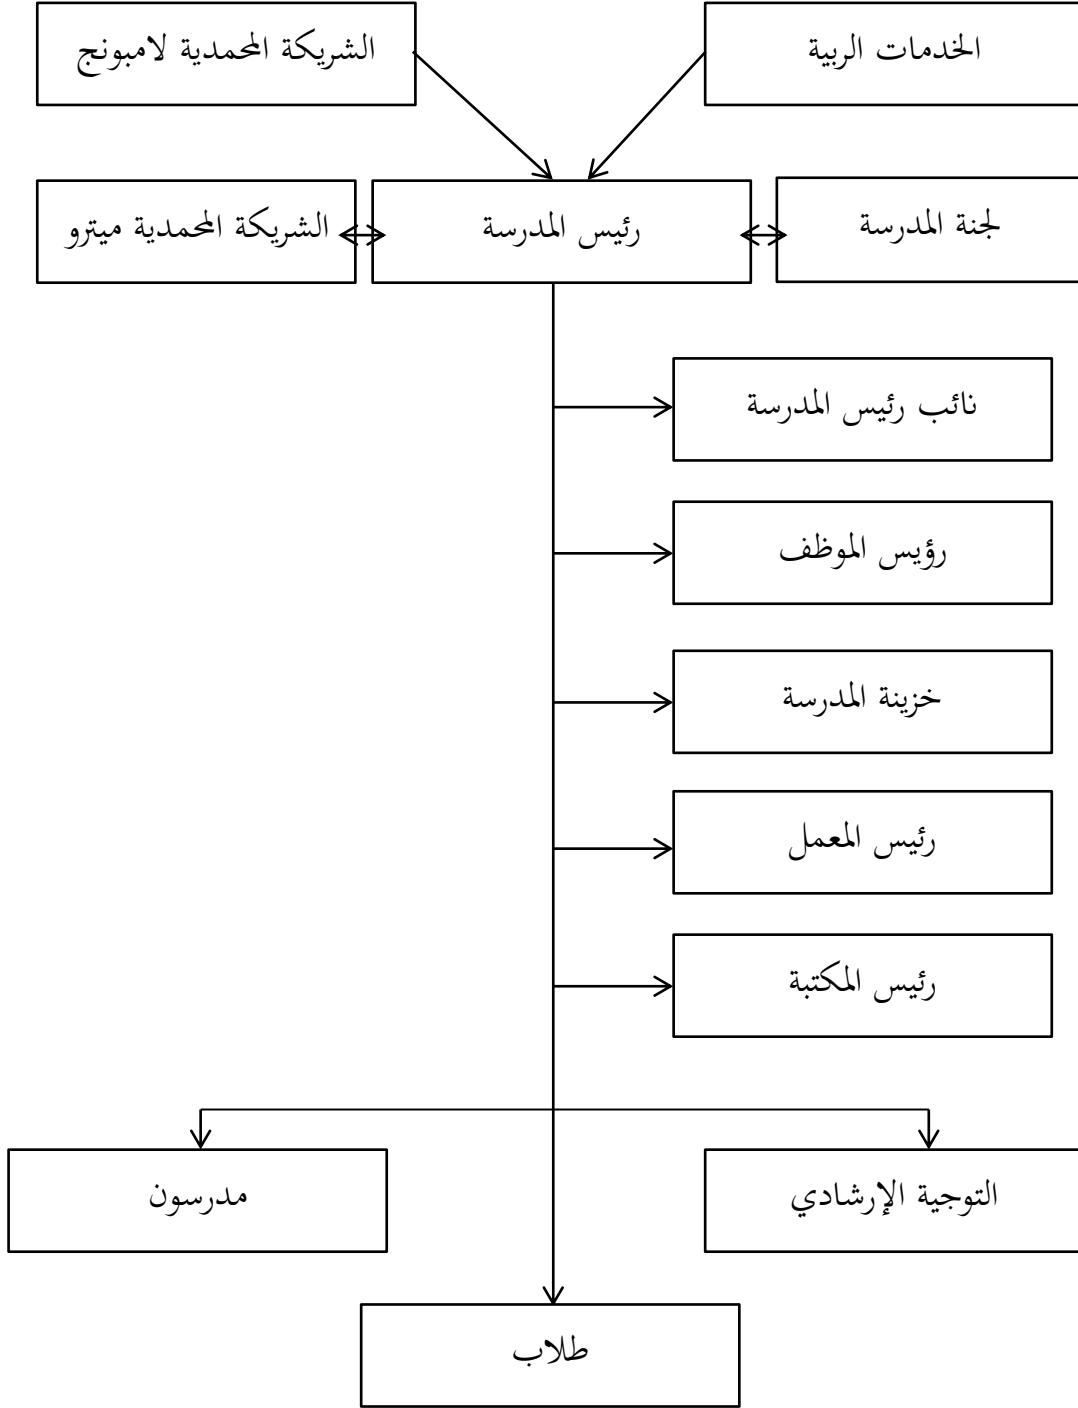 الخدمات الربية
الشريكة المحمدية لامبونج
لجنة المدرسة
رئيس المدرسة
الشريكة المحمدية ميترو
نائب رئيس المدرسة
رؤيس الموظف
خزينة المدرسة
رئيس المعمل
رئيس المكتبة
التوجية الإرشادي
مدرسون
طلاب